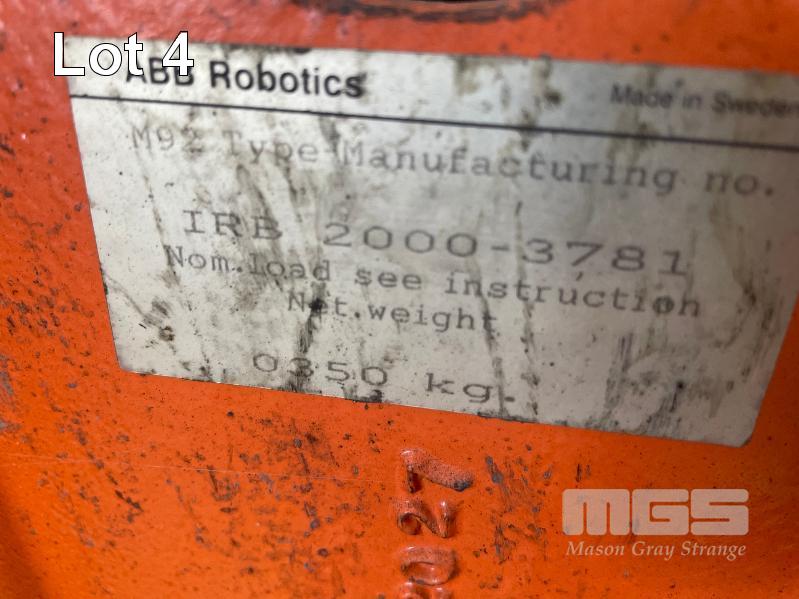 Lot 4
ABB Robotics
Made in Sweden
M92 Type-Manufacturing no.
IRB 2000-3781
Nom.load see instruction
Net.weight
0350 kg.
MGS
Mason Gray Strange